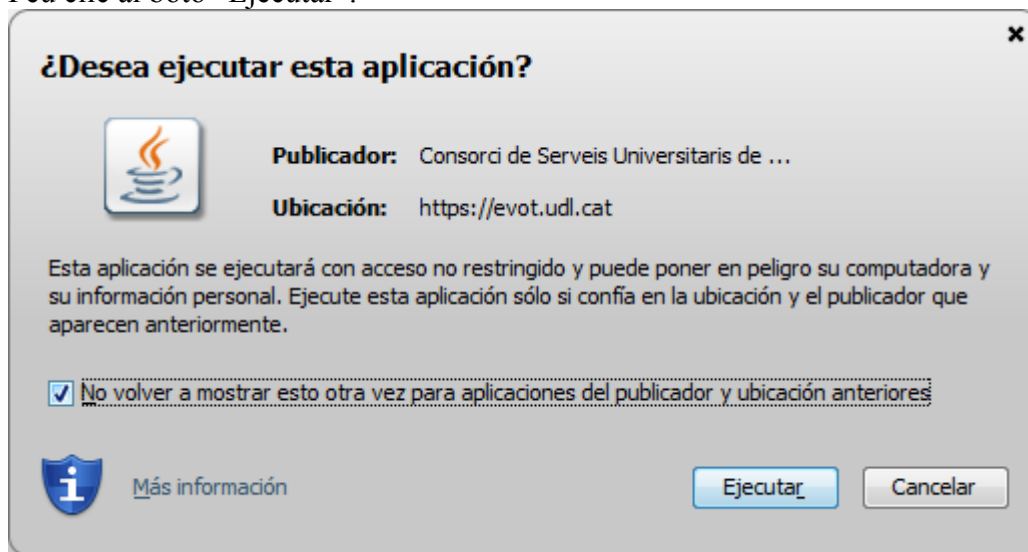 ¿Desea ejecutar esta aplicación?
Publicador: Consorci de Serveis Universitaris de ...
Ubicación: https://evot.udl.cat
Esta aplicación se ejecutará con acceso no restringido y puede poner en peligro su computadora y
su información personal. Ejecute esta aplicación sólo si confía en la ubicación y el publicador que
aparecen anteriormente.
No volver a mostrar esto otra vez para aplicaciones del publicador y ubicación anteriores
Más información
Ejecutar
Cancelar